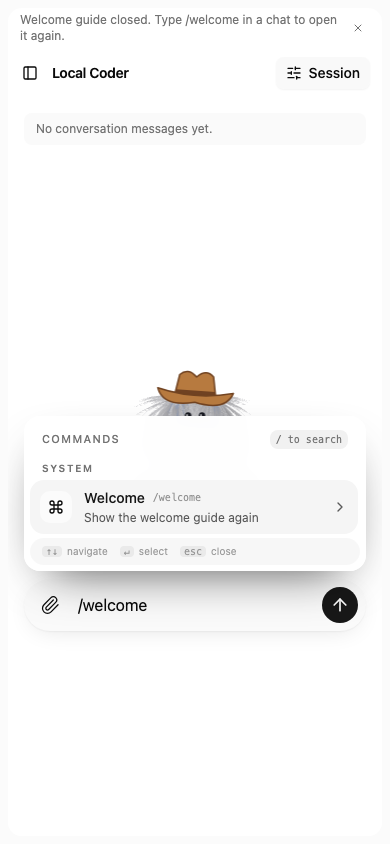 Welcome guide closed. Type /welcome in a chat to open
it again.
Local Coder
Session
No conversation messages yet.
COMMANDS
/ to search
SYSTEM
Welcome /welcome
Show the welcome guide again
↑↓ navigate ↵ select esc close
/welcome